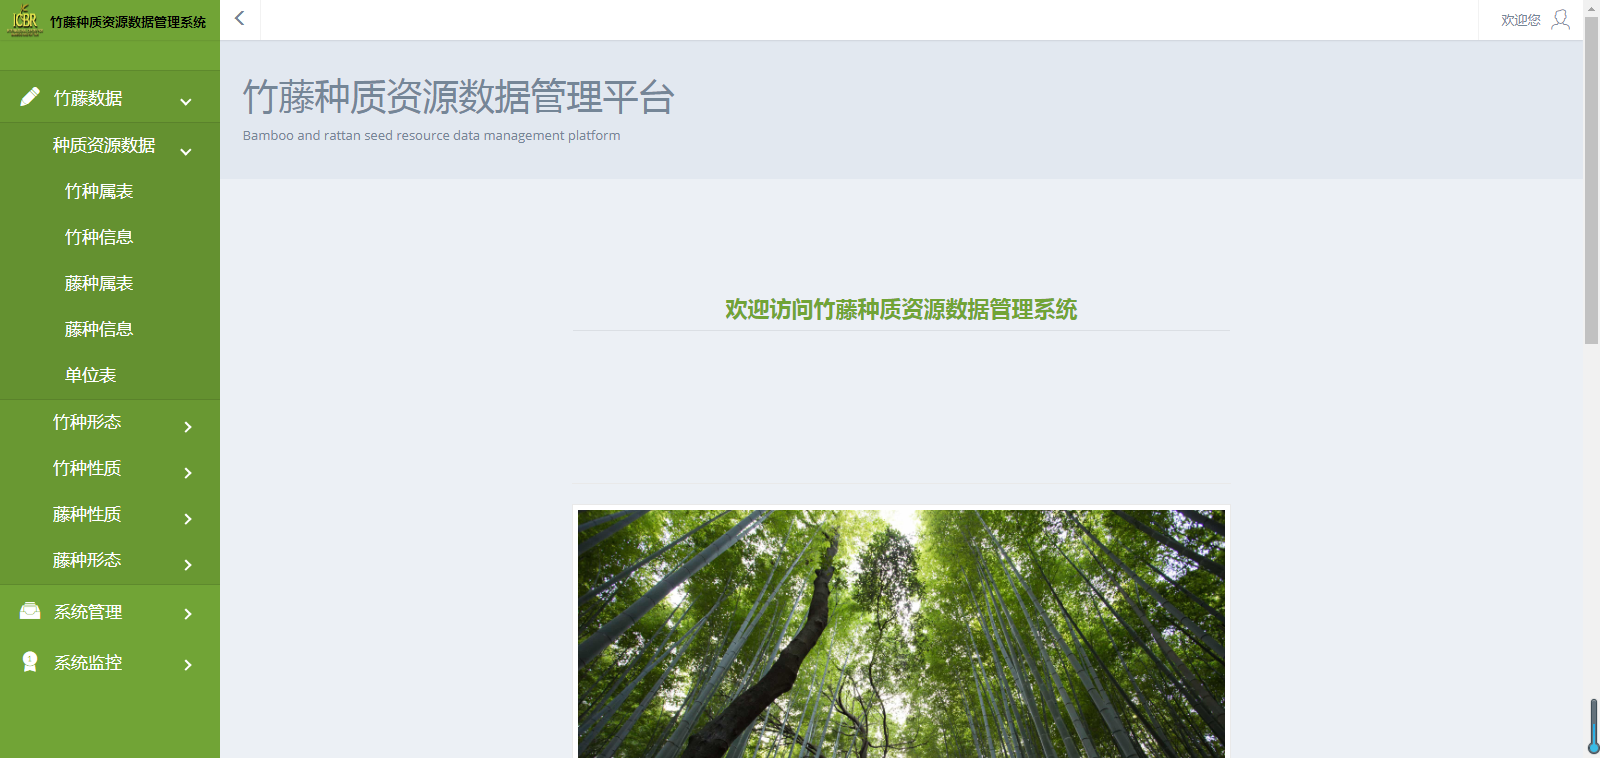 ICBR
竹藤种质资源数据管理系统
欢迎您
竹藤数据
种质资源数据
竹种属表
竹种信息
藤种属表
藤种信息
单位表
竹种形态
竹种性质
藤种性质
藤种形态
系统管理
系统监控
竹藤种质资源数据管理平台
Bamboo and rattan seed resource data management platform
欢迎访问竹藤种质资源数据管理系统